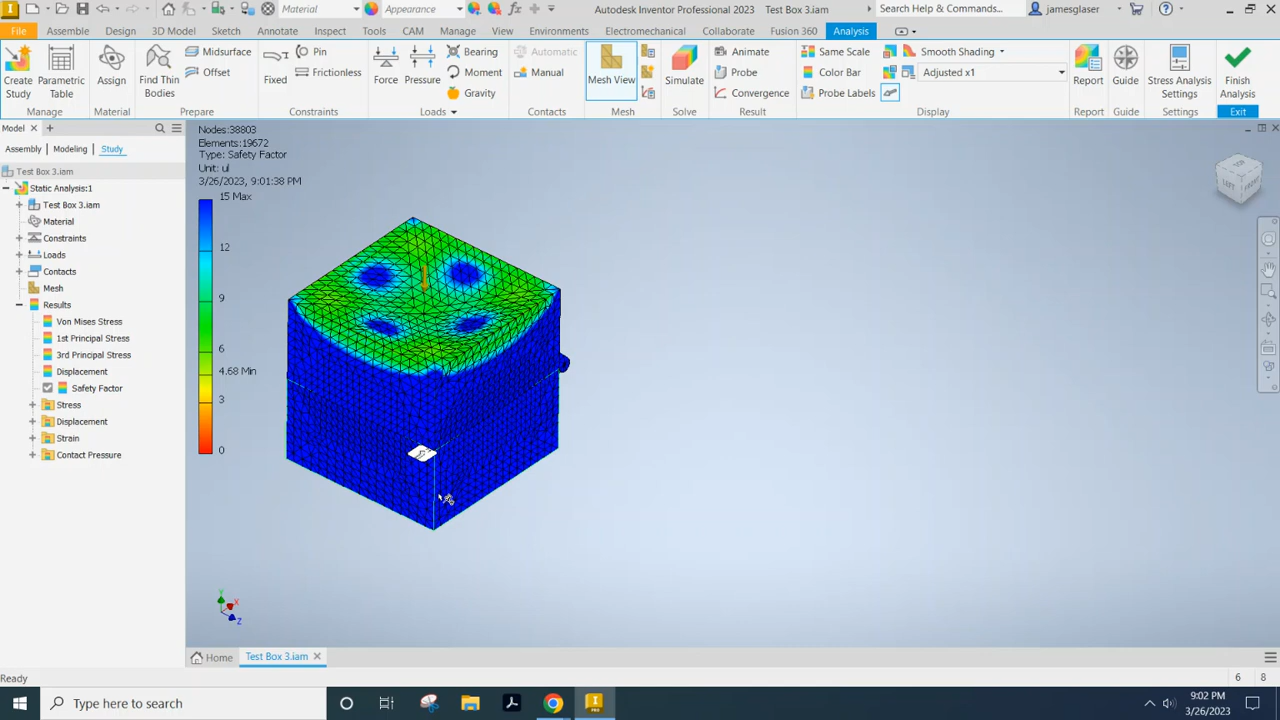 Material
Appearance
Autodesk Inventor Professional 2023 Test Box 3.iam
Search Help & Commands...
jamesglaser
File Assembly Design 3D Model Sketch Annotate Inspect Tools CAM Manage View Environments Electromechanical Collaborate Fusion 360 Analysis
Create Study
Parametric Table
Assign
Find Thin Bodies
Midsurface
Offset
Fixed
Pin
Frictionless
Force
Pressure
Bearing
Moment
Gravity
Automatic
Manual
Mesh View
Simulate
Animate
Probe
Convergence
Same Scale
Color Bar
Probe Labels
Smooth Shading
Adjusted x1
Report
Guide
Stress Analysis Settings
Finish Analysis
Manage Material Prepare Constraints Loads Contacts Mesh Solve Result Display Report Guide Settings Exit
Model
Assembly Modeling Study
Test Box 3.iam
Static Analysis:1
Test Box 3.iam
Material
Constraints
Loads
Contacts
Mesh
Results
Von Mises Stress
1st Principal Stress
3rd Principal Stress
Displacement
Safety Factor
Stress
Displacement
Strain
Contact Pressure
Nodes:38803
Elements:19672
Type: Safety Factor
Unit: ul
3/26/2023, 9:01:38 PM
15 Max
12
9
6
4.68 Min
3
0
TOP
LEFT
FRONT
Y
X
Z
Home
Test Box 3.iam
Ready
6 8
Type here to search
9:02 PM
3/26/2023